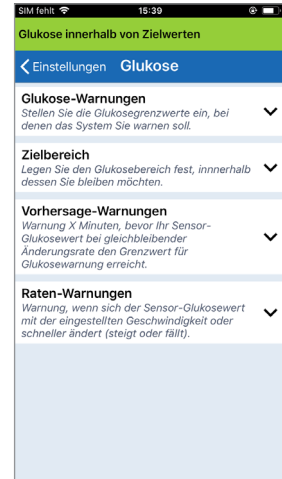 SIM fehlt 15:39
Glukose innerhalb von Zielwerten
Einstellungen Glukose
Glukose-Warnungen
Stellen Sie die Glukosegrenzwerte ein, bei
denen das System Sie warnen soll.
Zielbereich
Legen Sie den Glukosebereich fest, innnerhalb
dessen Sie bleiben möchten.
Vorhersage-Warnungen
Warnung X Minuten, bevor Ihr Sensor-
Glukosewert bei gleichbleibender
Änderungsrate den Grenzwert für
Glukosewarnung erreicht.
Raten-Warnungen
Warnung, wenn sich der Sensor-Glukosewert
mit der eingestellten Geschwindigkeit oder
schneller ändert (steigt oder fällt).